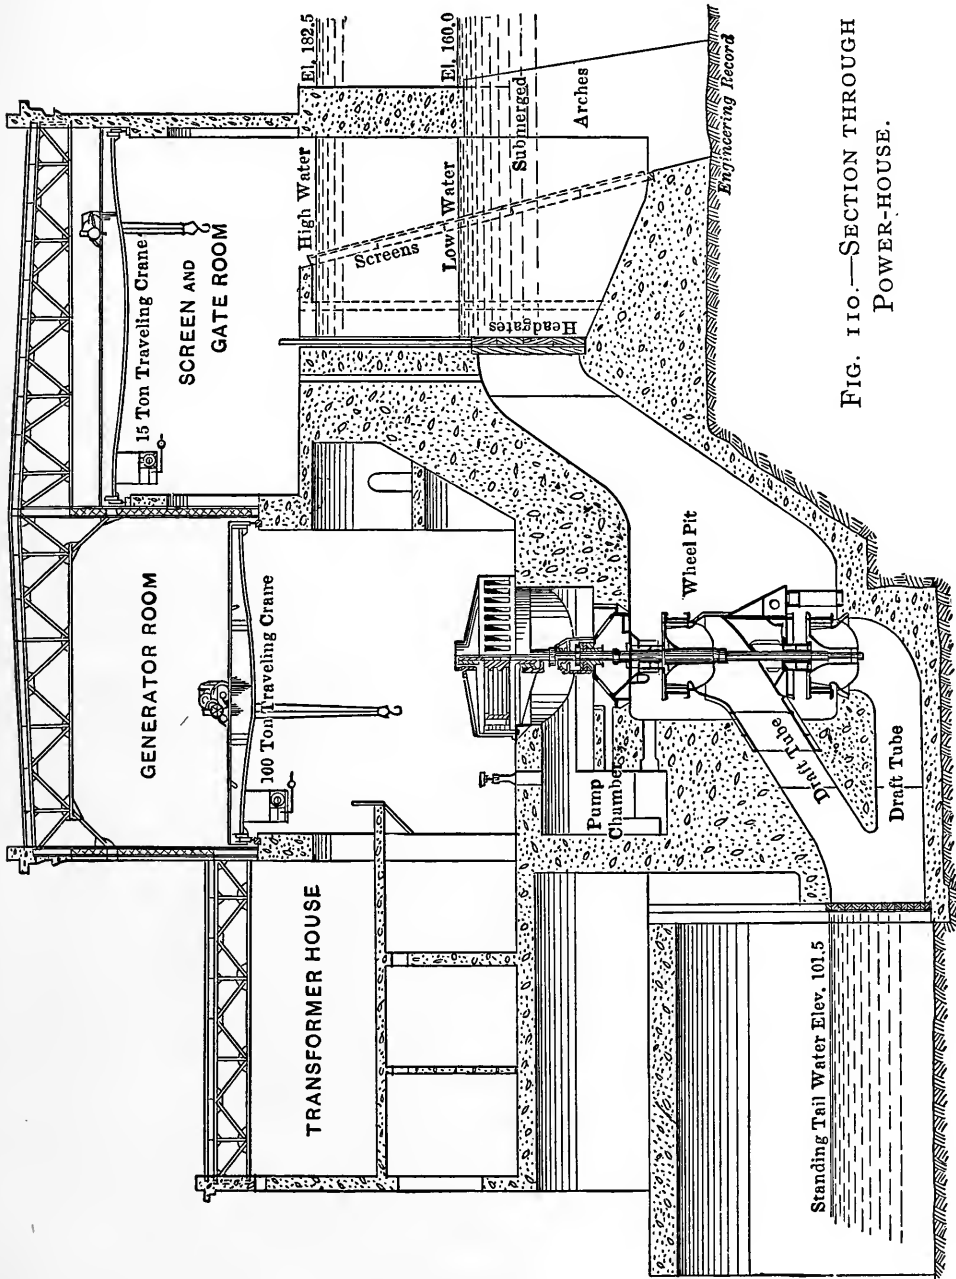 GENERATOR ROOM
100 Ton Traveling Crane
TRANSFORMER HOUSE
15 Ton Traveling Crane
SCREEN AND
GATE ROOM
El. 182.5
High Water
El. 160.0
Low Water
Screens
Submerged
Arches
Headgates
Engineering Record
Wheel Pit
Pump
Chamber
Draft Tube
Draft Tube
Standing Tail Water Elev. 101.5
FIG. 110.—SECTION THROUGH
POWER-HOUSE.